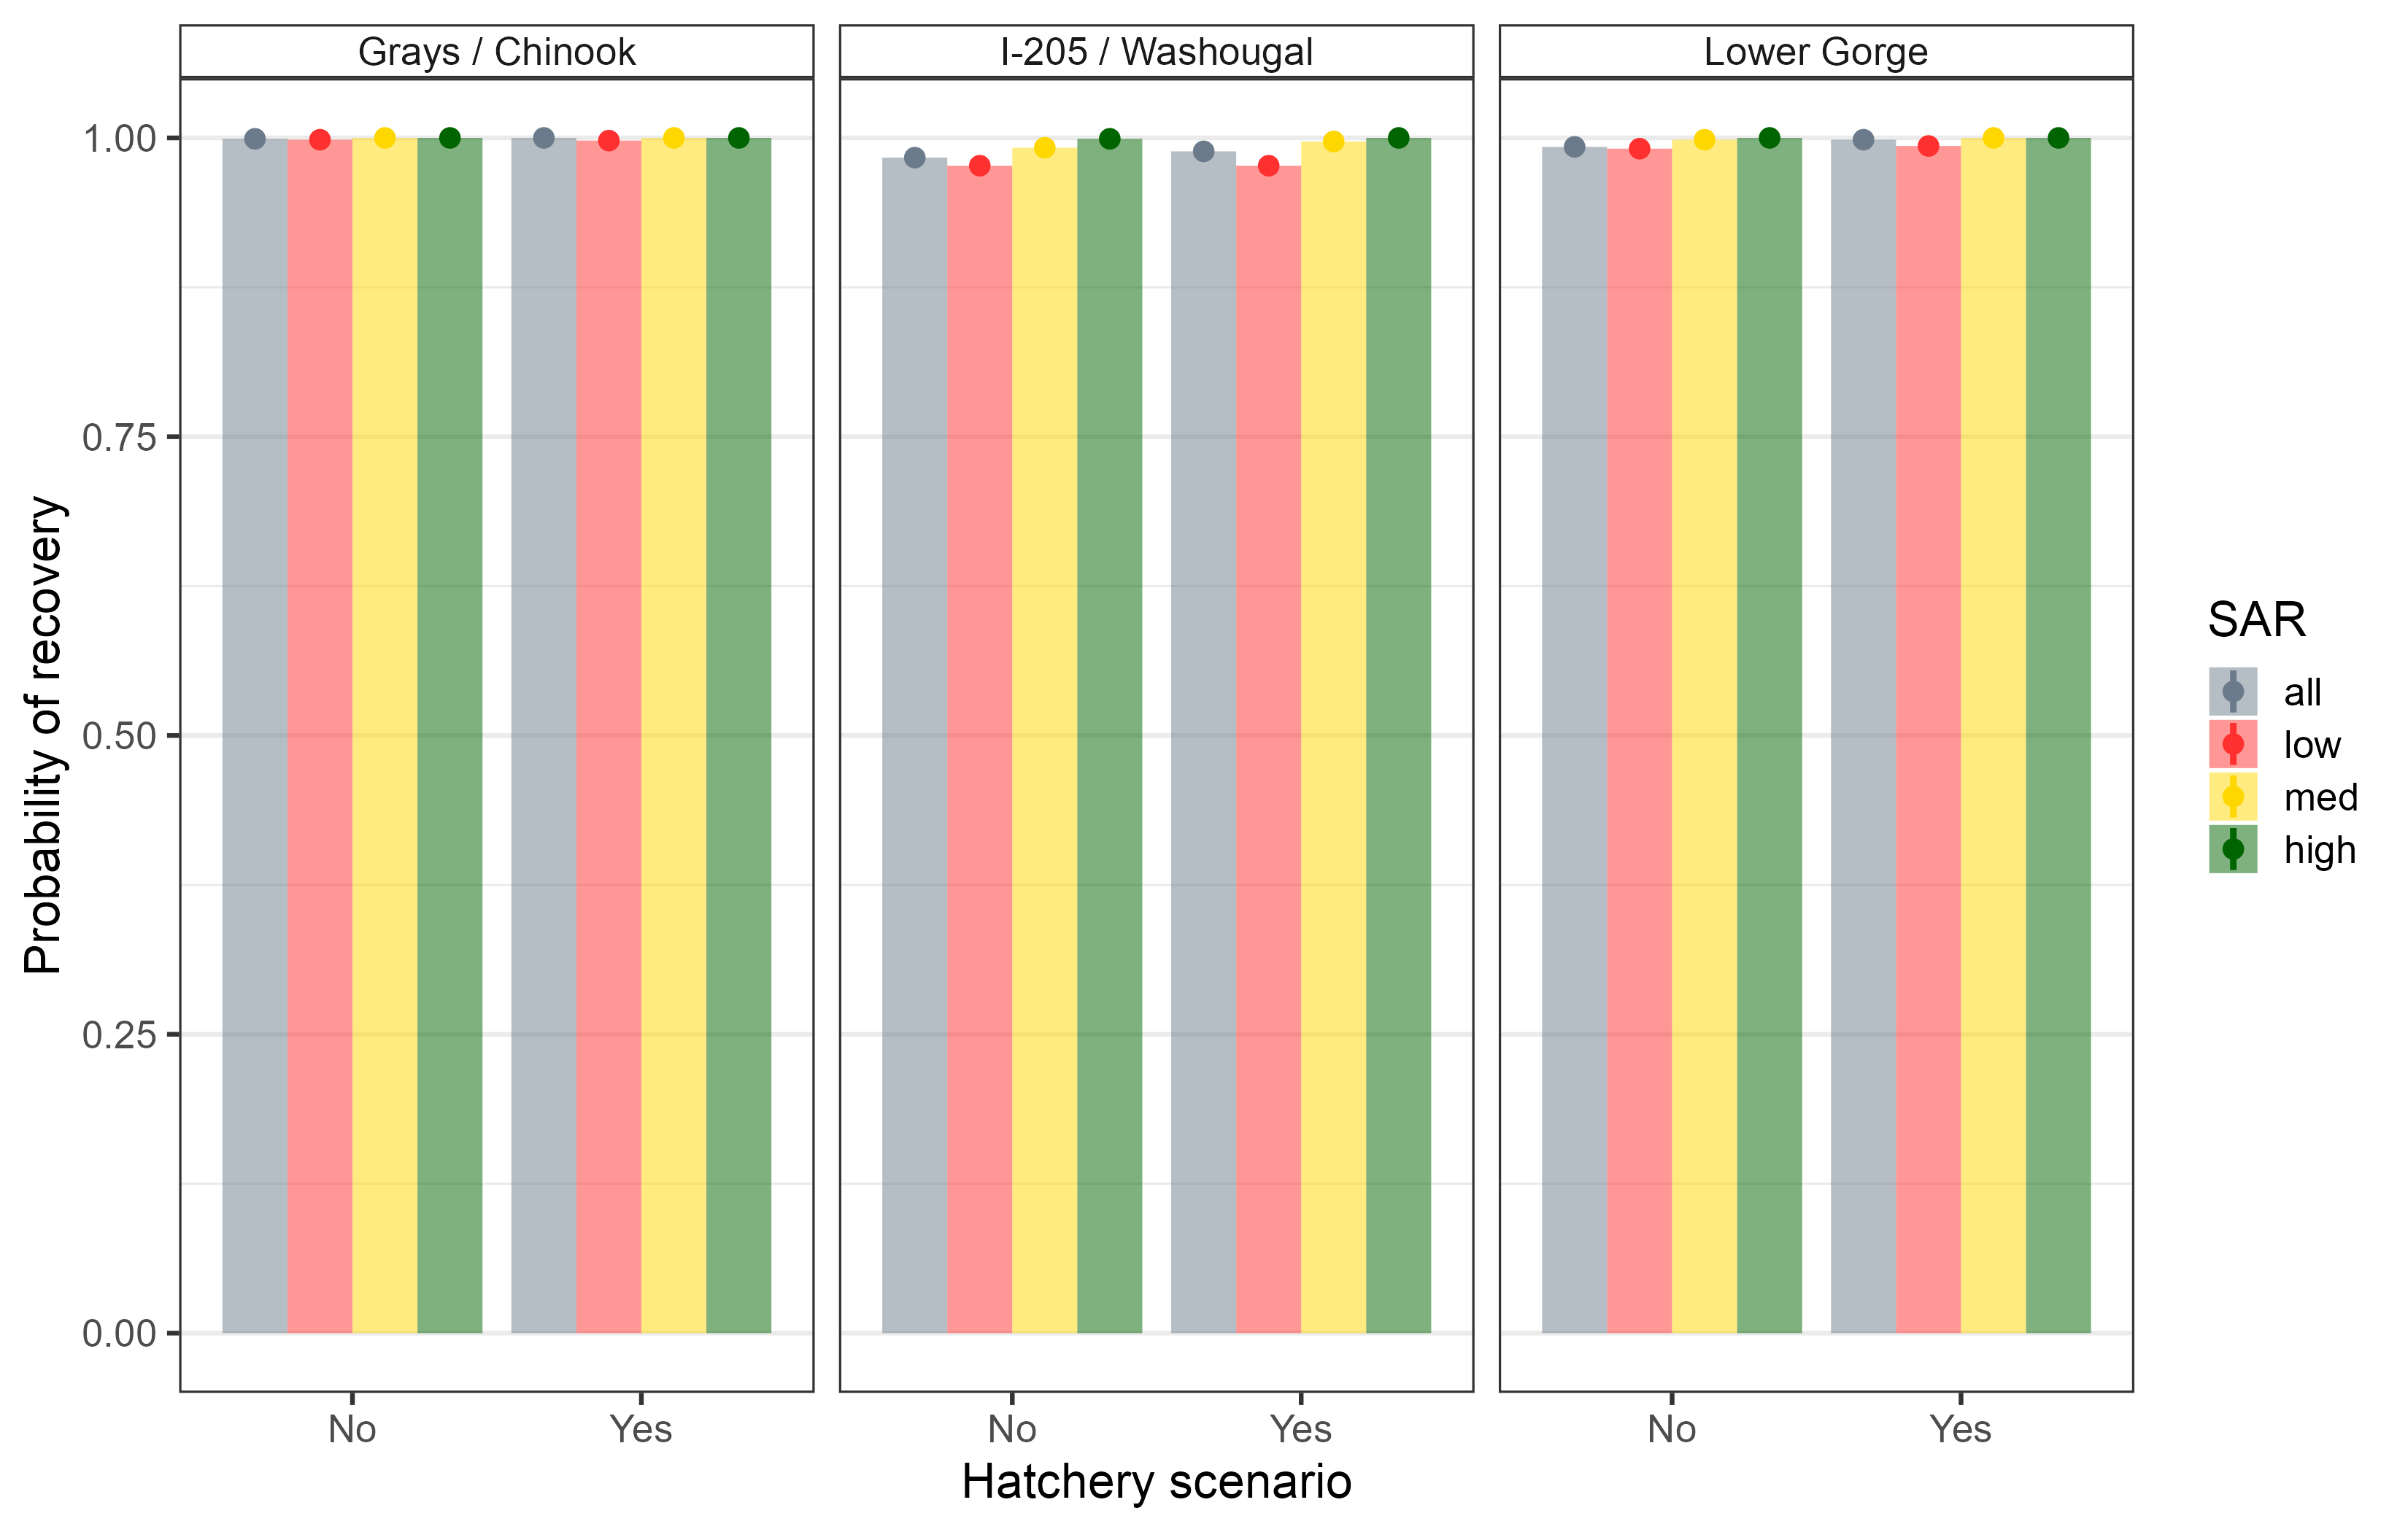 Grays / Chinook
I-205 / Washougal
Lower Gorge
Probability of recovery
1.00
0.75
0.50
0.25
0.00
No
Yes
No
Yes
No
Yes
Hatchery scenario
SAR
all
low
med
high